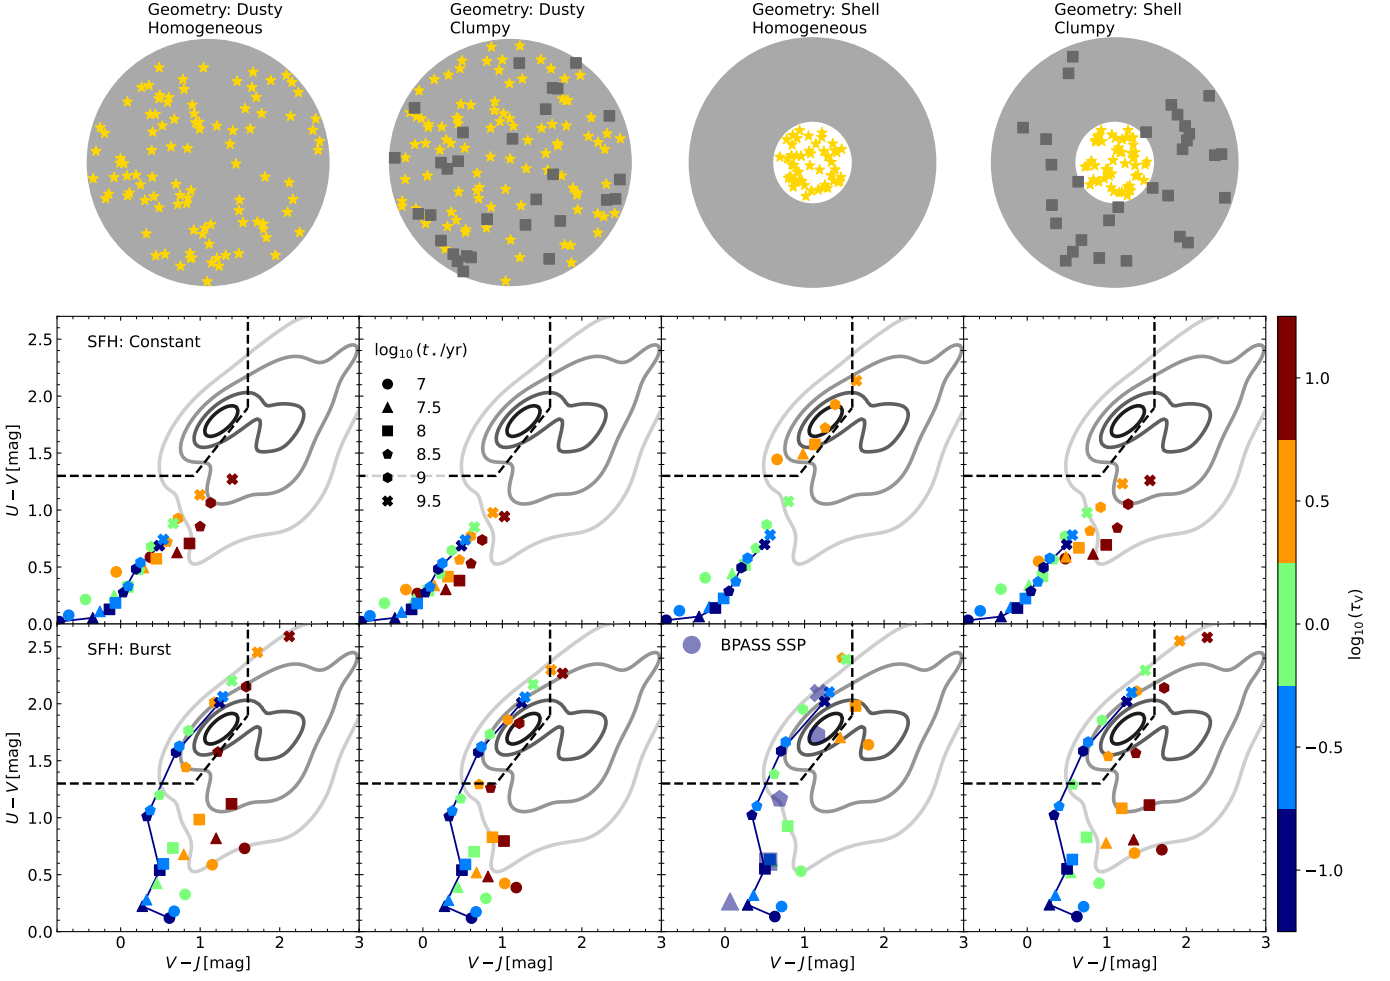 Geometry: Dusty
Homogeneous
Geometry: Dusty
Clumpy
Geometry: Shell
Homogeneous
Geometry: Shell
Clumpy
SFH: Constant
log₁₀ (t⋆/yr)
7
7.5
8
8.5
9
9.5
U − V [mag]
2.5
2.0
1.5
1.0
0.5
0.0
SFH: Burst
BPASS SSP
U − V [mag]
2.5
2.0
1.5
1.0
0.5
0.0
0 1 2 3
0 1 2 3
0 1 2 3
0 1 2 3
V − J [mag]
V − J [mag]
V − J [mag]
V − J [mag]
1.0
0.5
0.0
−0.5
−1.0
log₁₀ (τV)